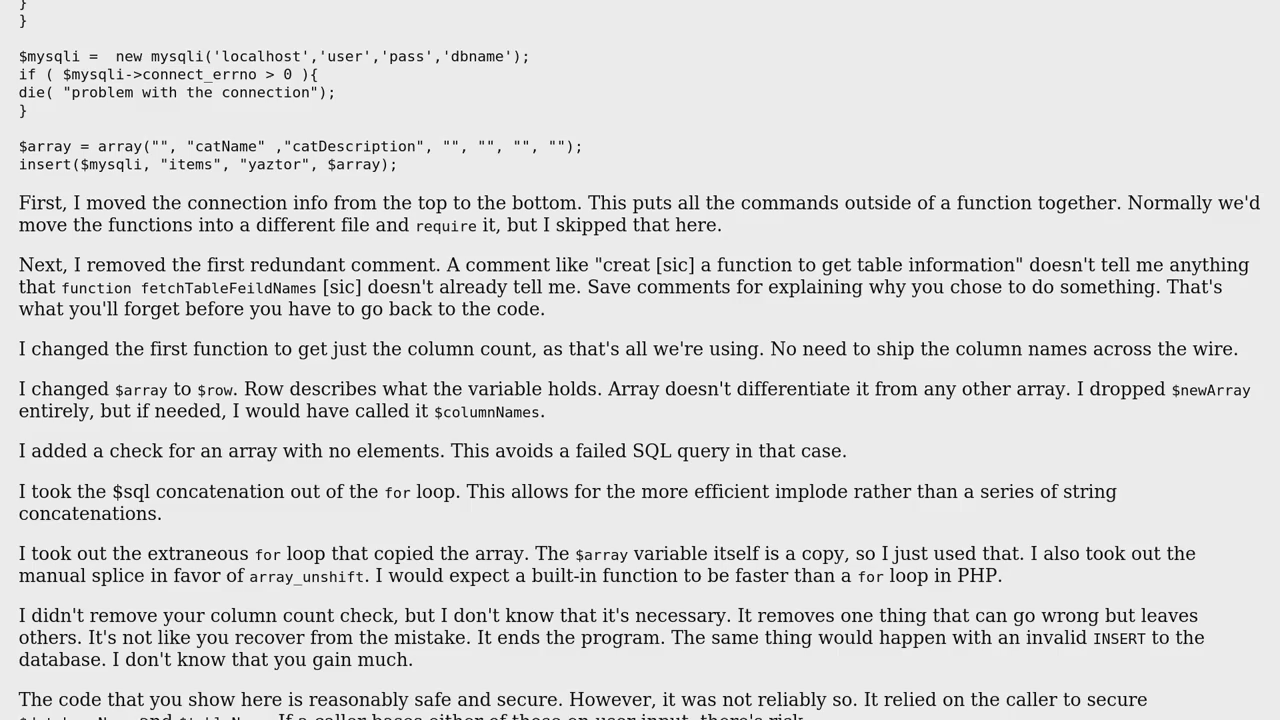 }
}
$mysqli =  new mysqli('localhost','user','pass','dbname');
if ( $mysqli->connect_errno > 0 ){
die( "problem with the connection");
}
$array = array("", "catName" ,"catDescription", "", "", "", "");
insert($mysqli, "items", "yaztor", $array);
First, I moved the connection info from the top to the bottom. This puts all the commands outside of a function together. Normally we'd
move the functions into a different file and require it, but I skipped that here.
Next, I removed the first redundant comment. A comment like "creat [sic] a function to get table information" doesn't tell me anything
that function fetchTableFeildNames [sic] doesn't already tell me. Save comments for explaining why you chose to do something. That's
what you'll forget before you have to go back to the code.
I changed the first function to get just the column count, as that's all we're using. No need to ship the column names across the wire.
I changed $array to $row. Row describes what the variable holds. Array doesn't differentiate it from any other array. I dropped $newArray
entirely, but if needed, I would have called it $columnNames.
I added a check for an array with no elements. This avoids a failed SQL query in that case.
I took the $sql concatenation out of the for loop. This allows for the more efficient implode rather than a series of string
concatenations.
I took out the extraneous for loop that copied the array. The $array variable itself is a copy, so I just used that. I also took out the
manual splice in favor of array_unshift. I would expect a built-in function to be faster than a for loop in PHP.
I didn't remove your column count check, but I don't know that it's necessary. It removes one thing that can go wrong but leaves
others. It's not like you recover from the mistake. It ends the program. The same thing would happen with an invalid INSERT to the
database. I don't know that you gain much.
The code that you show here is reasonably safe and secure. However, it was not reliably so. It relied on the caller to secure
and If a caller bases either of these on user input, there's risk